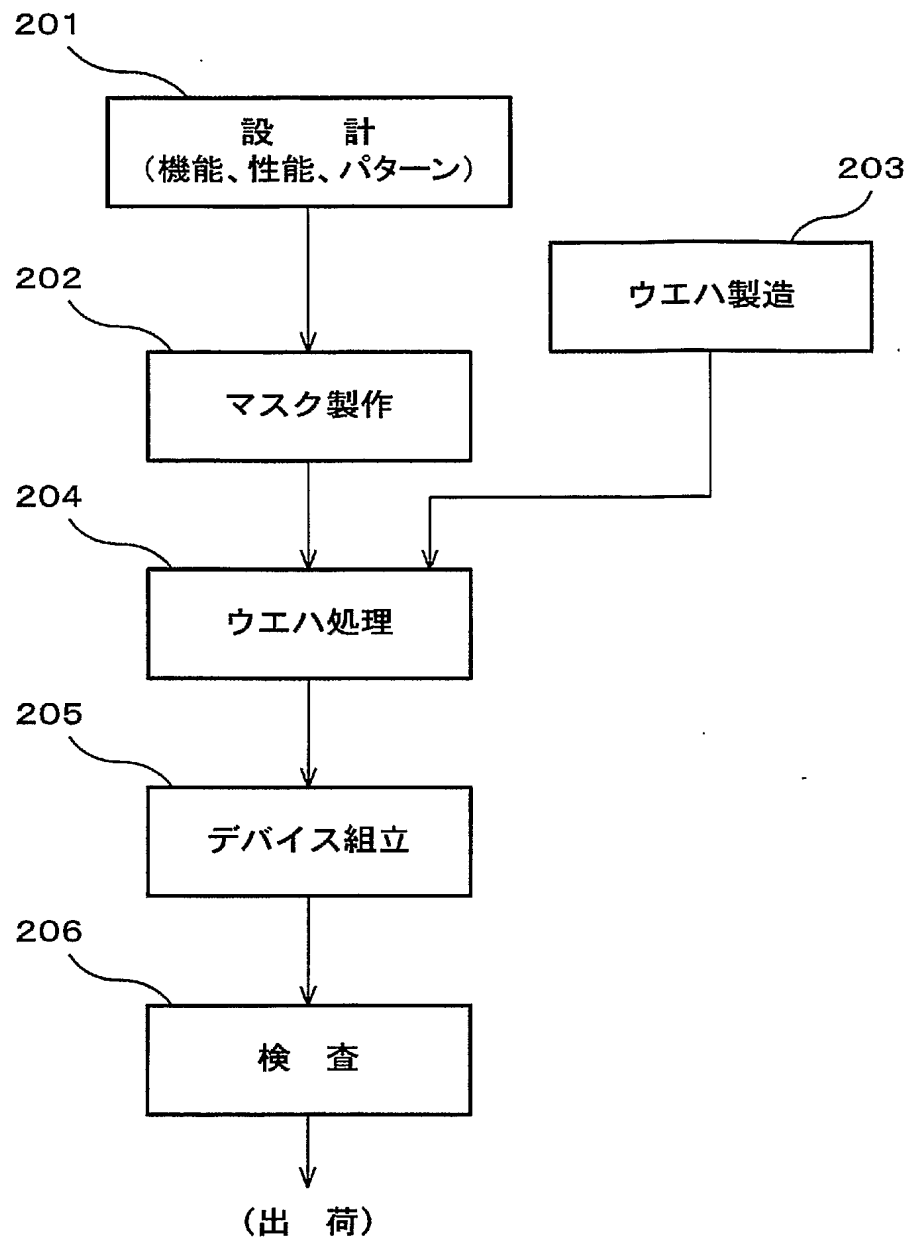 201
設 計
(機能、性能、パターン)
203
ウエハ製造
202
マスク製作
204
ウエハ処理
205
デバイス組立
206
検 査
(出 荷)